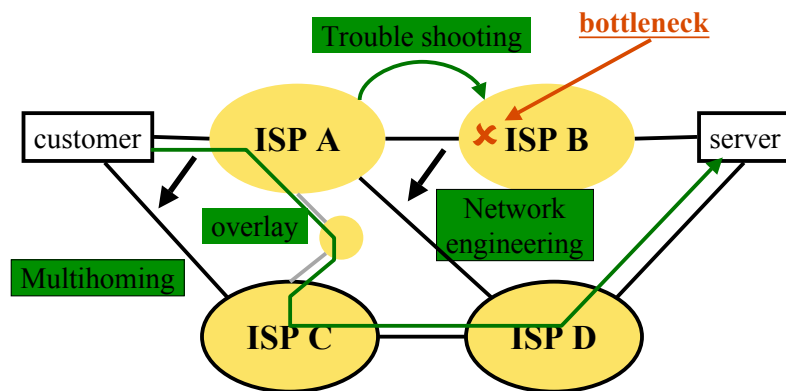 Trouble shooting
bottleneck
customer
ISP A
ISP B
server
overlay
Network
engineering
Multihoming
ISP C
ISP D